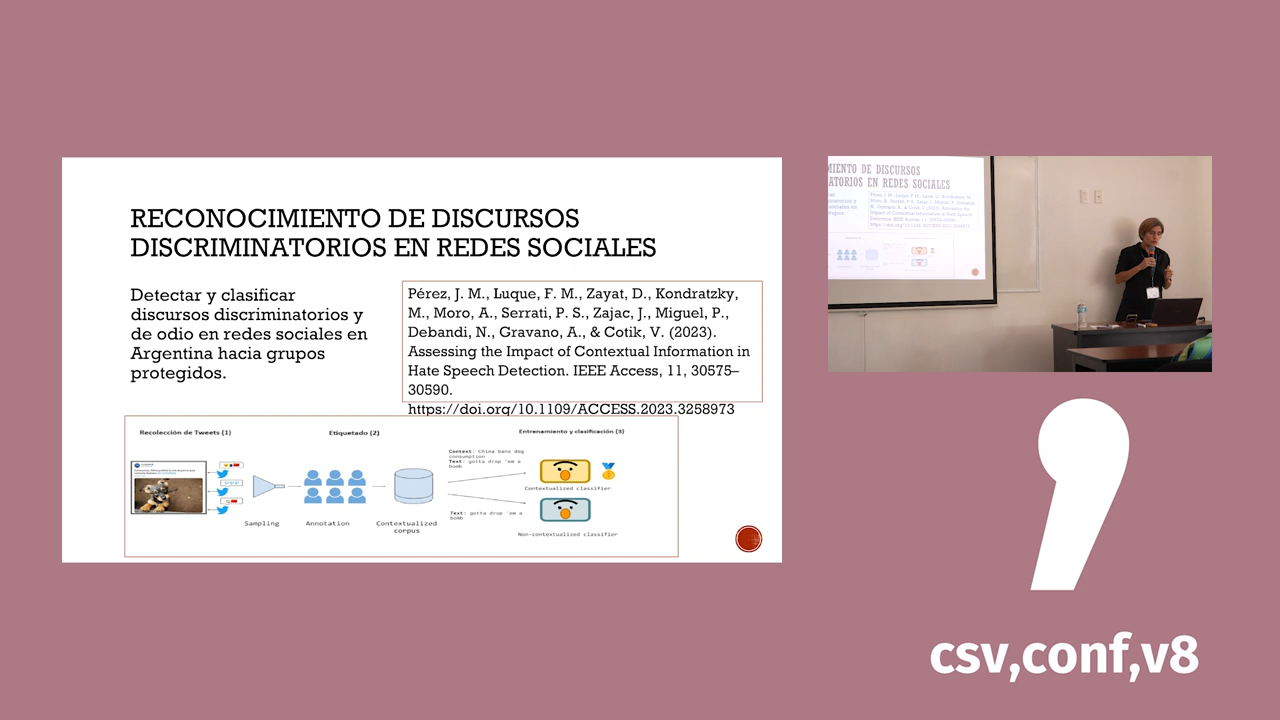 RECONOCIMIENTO DE DISCURSOS
DISCRIMINATORIOS EN REDES SOCIALES
Detectar y clasificar
discursos discriminatorios y
de odio en redes sociales en
Argentina hacia grupos
protegidos.
Pérez, J. M., Luque, F. M., Zayat, D., Kondratzky,
M., Moro, A., Serrati, P. S., Zajac, J., Miguel, P.,
Debandi, N., Gravano, A., & Cotik, V. (2023).
Assessing the Impact of Contextual Information in
Hate Speech Detection. IEEE Access, 11, 30575–
30590.
https://doi.org/10.1109/ACCESS.2023.3258973
Recolección de Tweets (1)
Etiquetado (2)
Entrenamiento y clasificación (3)
Context: China bans dog
consumption
Text: gotta drop 'em a
bomb
Contextualized classifier
Text: gotta drop 'em a
bomb
Sampling
Annotation
Contextualized
corpus
Non-contextualized classifier
MIENTO DE DISCURSOS
ATORIOS EN REDES SOCIALES
csv,conf,v8